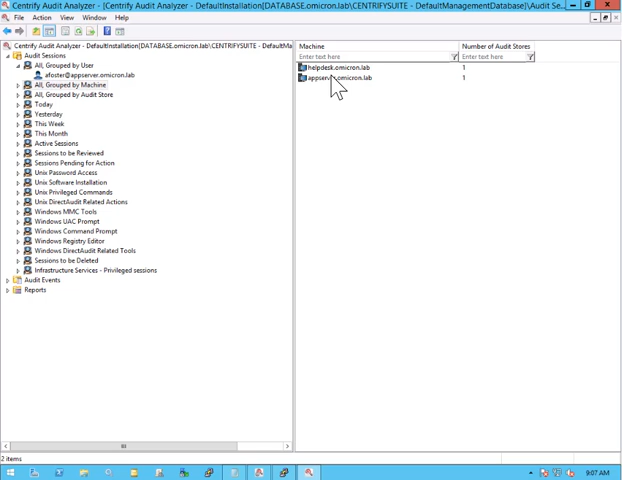 Centrify Audit Analyzer - [Centrify Audit Analyzer - DefaultInstallation[DATABASE.omicron.lab\CENTRIFYSUITE - DefaultManagementDatabase]\Audit Se...
File Action View Window Help
Centrify Audit Analyzer - DefaultInstallation[DATABASE.omicron.lab\CENTRIFYSUITE - DefaultMa
Audit Sessions
All, Grouped by User
afoster@appserver.omicron.lab
All, Grouped by Machine
All, Grouped by Audit Store
Today
Yesterday
This Week
This Month
Active Sessions
Sessions to be Reviewed
Sessions Pending for Action
Unix Password Access
Unix Software Installation
Unix Privileged Commands
Unix DirectAudit Related Actions
Windows MMC Tools
Windows UAC Prompt
Windows Command Prompt
Windows Registry Editor
Windows DirectAudit Related Tools
Sessions to be Deleted
Infrastructure Services - Privileged sessions
Audit Events
Reports
Machine Number of Audit Stores
Enter text here Enter text here
helpdesk.omicron.lab 1
appserver.omicron.lab 1
2 items
9:07 AM